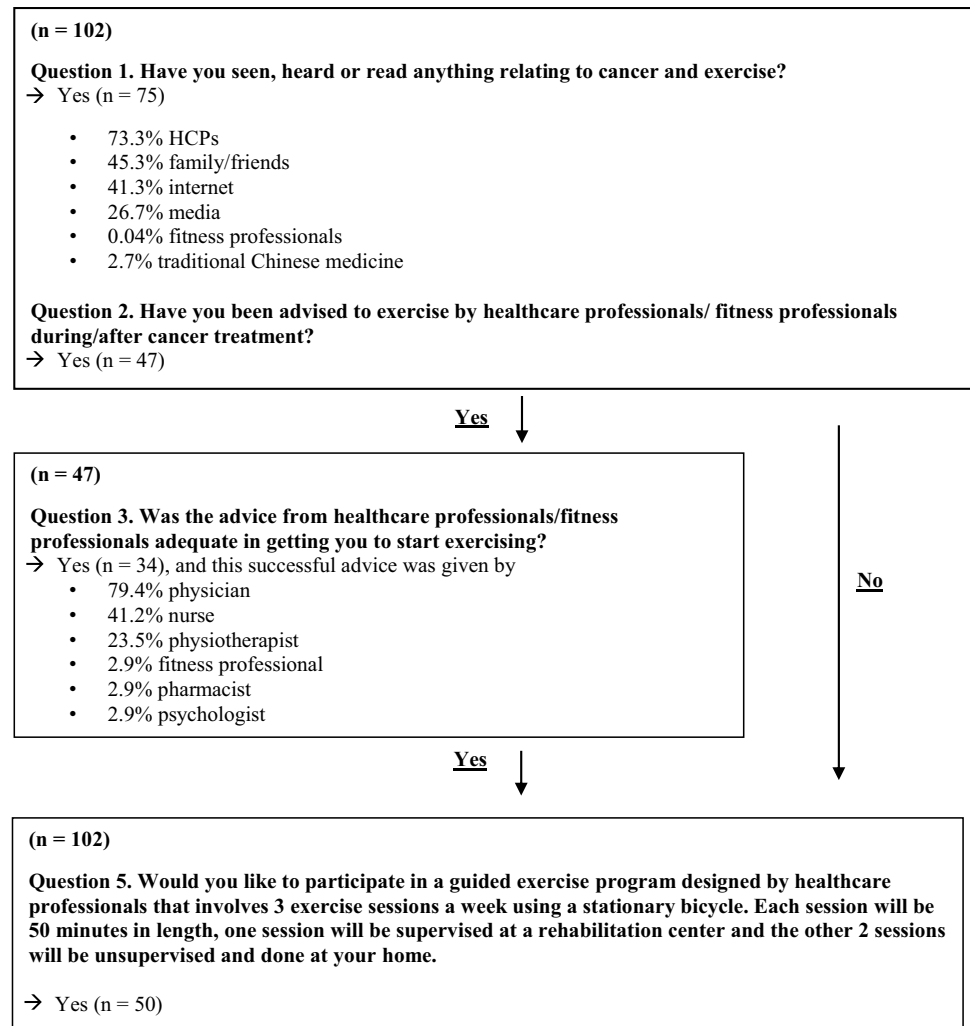 (n = 102)
Question 1. Have you seen, heard or read anything relating to cancer and exercise?
→ Yes (n = 75)
• 73.3% HCPs
• 45.3% family/friends
• 41.3% internet
• 26.7% media
• 0.04% fitness professionals
• 2.7% traditional Chinese medicine
Question 2. Have you been advised to exercise by healthcare professionals/ fitness professionals
during/after cancer treatment?
→ Yes (n = 47)
Yes
(n = 47)
Question 3. Was the advice from healthcare professionals/fitness
professionals adequate in getting you to start exercising?
→ Yes (n = 34), and this successful advice was given by
• 79.4% physician
• 41.2% nurse
• 23.5% physiotherapist
• 2.9% fitness professional
• 2.9% pharmacist
• 2.9% psychologist
No
Yes
(n = 102)
Question 5. Would you like to participate in a guided exercise program designed by healthcare
professionals that involves 3 exercise sessions a week using a stationary bicycle. Each session will be
50 minutes in length, one session will be supervised at a rehabilitation center and the other 2 sessions
will be unsupervised and done at your home.
→ Yes (n = 50)